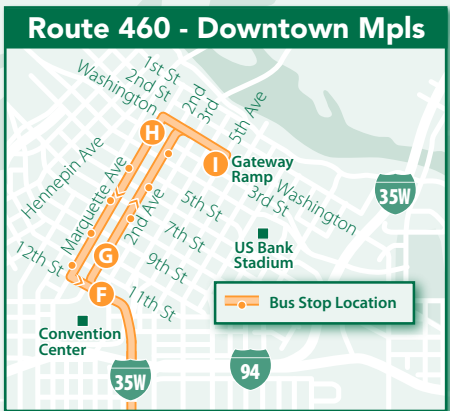 Route 460 - Downtown Mpls
1st St
2nd St
Washington
2nd
3rd
5th Ave
H
I
Gateway
Ramp
Washington
3rd St
Hennepin Ave
Marquette Ave
2nd Ave
5th St
7th St
9th St
11th St
12th St
G
F
35W
US Bank
Stadium
Bus Stop Location
Convention
Center
35W
94